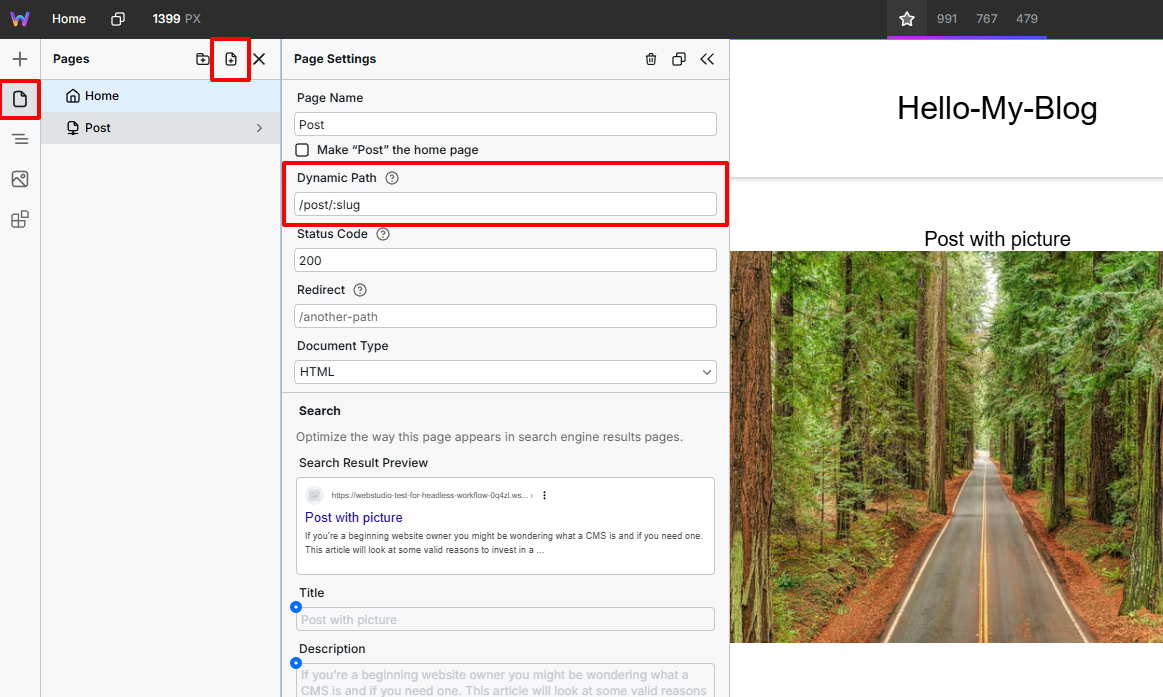 Home
1399 PX
991 767 479
Pages
Home
Post
Page Settings
Page Name
Post
Make “Post” the home page
Dynamic Path
/post/:slug
Status Code
200
Redirect
/another-path
Document Type
HTML
Search
Optimize the way this page appears in search engine results pages.
Search Result Preview
https://webstudio-test-for-headless-workflow-0q4zl.ws... ›
Post with picture
If you're a beginning website owner you might be wondering what a CMS is and if you need one.
This article will look at some valid reasons to invest in a ...
Title
Post with picture
Description
If you're a beginning website owner you might be wondering what a
CMS is and if you need one. This article will look at some valid reasons
Hello-My-Blog
Post with picture